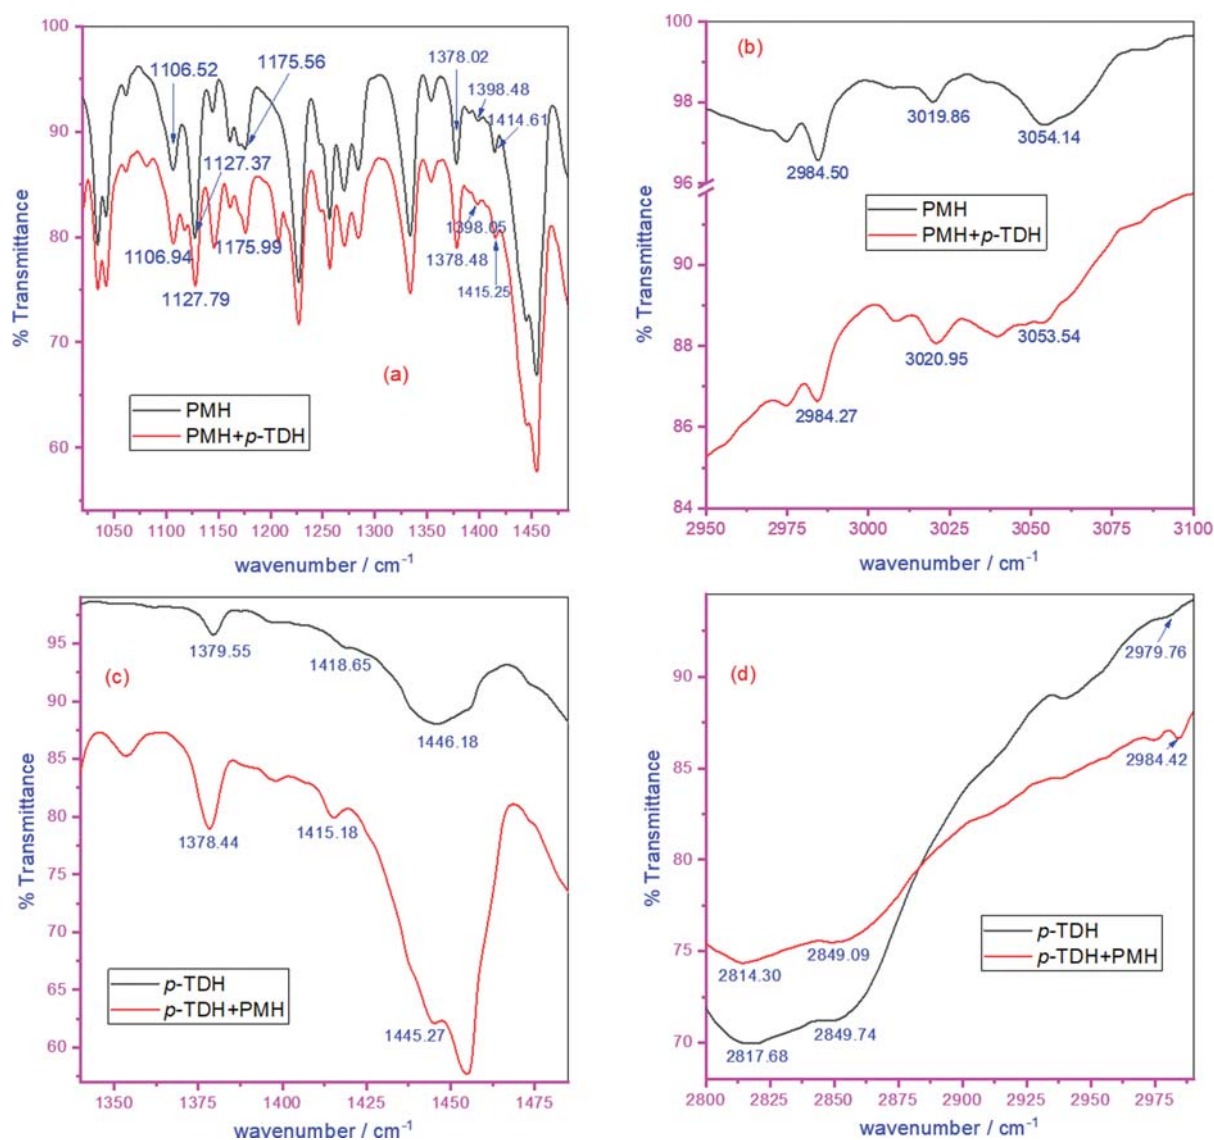 (a)
100
90
80
70
60
% Transmittance
1106.52
1175.56
1378.02
1398.48
1414.61
1127.37
1106.94
1175.99
1127.79
1398.05
1378.48
1415.25
PMH
PMH+p-TDH
1050 1100 1150 1200 1250 1300 1350 1400 1450
wavenumber / cm⁻¹
(b)
100
98
96
90
88
86
84
% Transmittance
3019.86
3054.14
2984.50
PMH
PMH+p-TDH
3020.95
3053.54
2984.27
2950 2975 3000 3025 3050 3075 3100
wavenumber / cm⁻¹
(c)
95
90
85
80
75
70
65
60
% Transmittance
1379.55
1418.65
1446.18
1378.44
1415.18
1445.27
p-TDH
p-TDH+PMH
1350 1375 1400 1425 1450 1475
wavenumber / cm⁻¹
(d)
90
85
80
75
70
% Transmittance
2979.76
2984.42
p-TDH
p-TDH+PMH
2814.30
2849.09
2849.74
2817.68
2800 2825 2850 2875 2900 2925 2950 2975
wavenumber / cm⁻¹